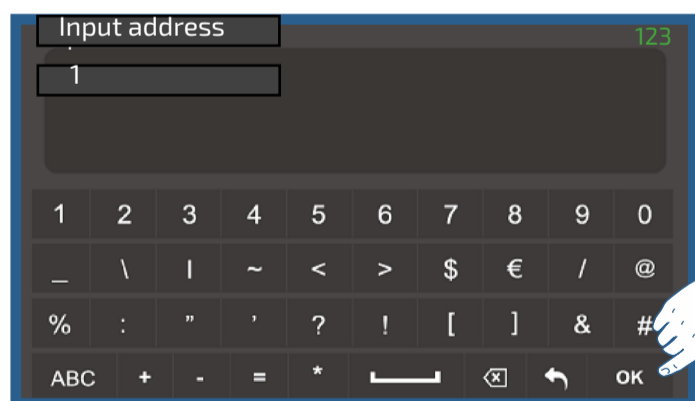 Input address
123
1
1 2 3 4 5 6 7 8 9 0
_ \ | ~ < > $ € / @
% : " ' ? ! [ ] & #
ABC + - = * OK